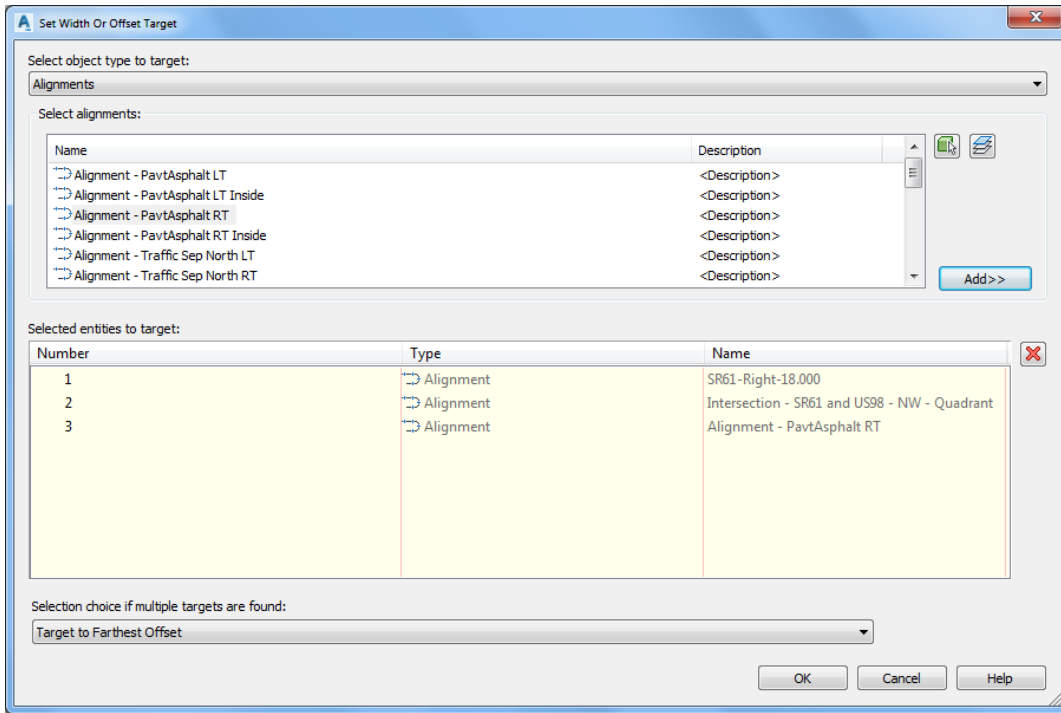 Set Width Or Offset Target
Select object type to target:
Alignments
Select alignments:
Name Description
Alignment - PavtAsphalt LT <Description>
Alignment - PavtAsphalt LT Inside <Description>
Alignment - PavtAsphalt RT <Description>
Alignment - PavtAsphalt RT Inside <Description>
Alignment - Traffic Sep North LT <Description>
Alignment - Traffic Sep North RT <Description>
Add>>
Selected entities to target:
Number Type Name
1 Alignment SR61-Right-18.000
2 Alignment Intersection - SR61 and US98 - NW - Quadrant
3 Alignment Alignment - PavtAsphalt RT
Selection choice if multiple targets are found:
Target to Farthest Offset
OK Cancel Help